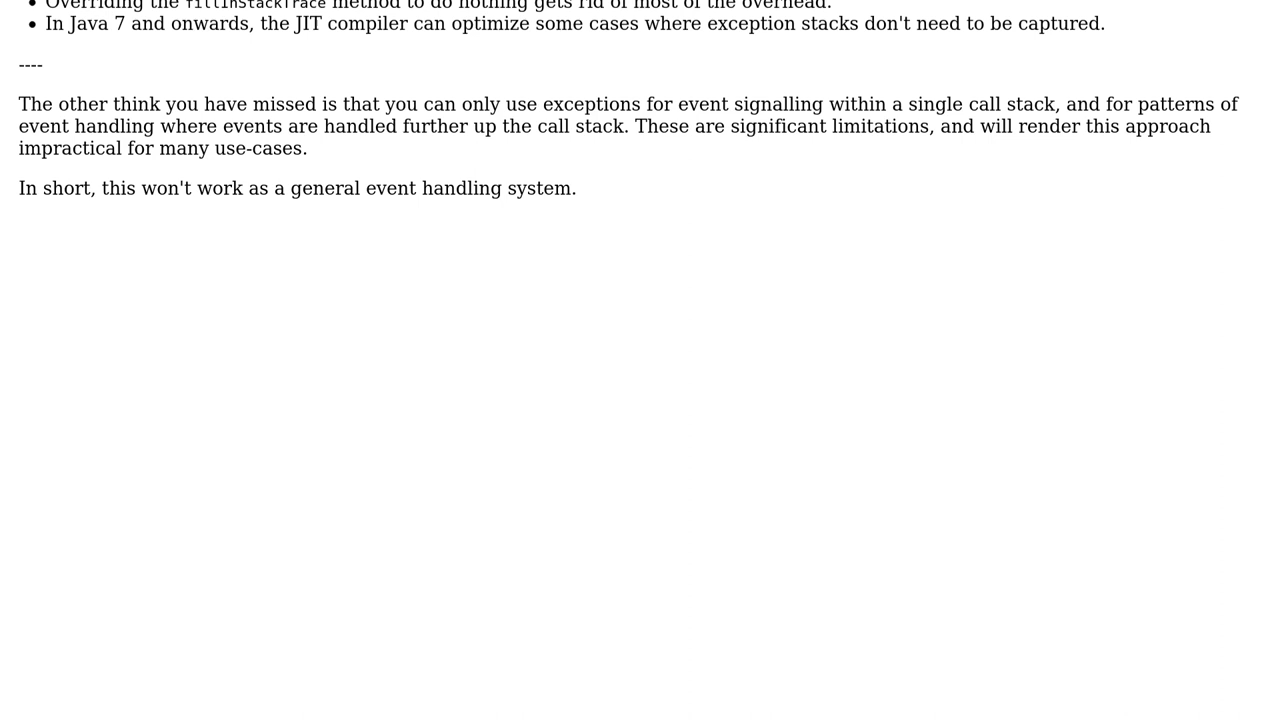 Overriding the fillInStackTrace method to do nothing gets rid of most of the overhead.
In Java 7 and onwards, the JIT compiler can optimize some cases where exception stacks don't need to be captured.
----
The other think you have missed is that you can only use exceptions for event signalling within a single call stack, and for patterns of
event handling where events are handled further up the call stack. These are significant limitations, and will render this approach
impractical for many use-cases.
In short, this won't work as a general event handling system.